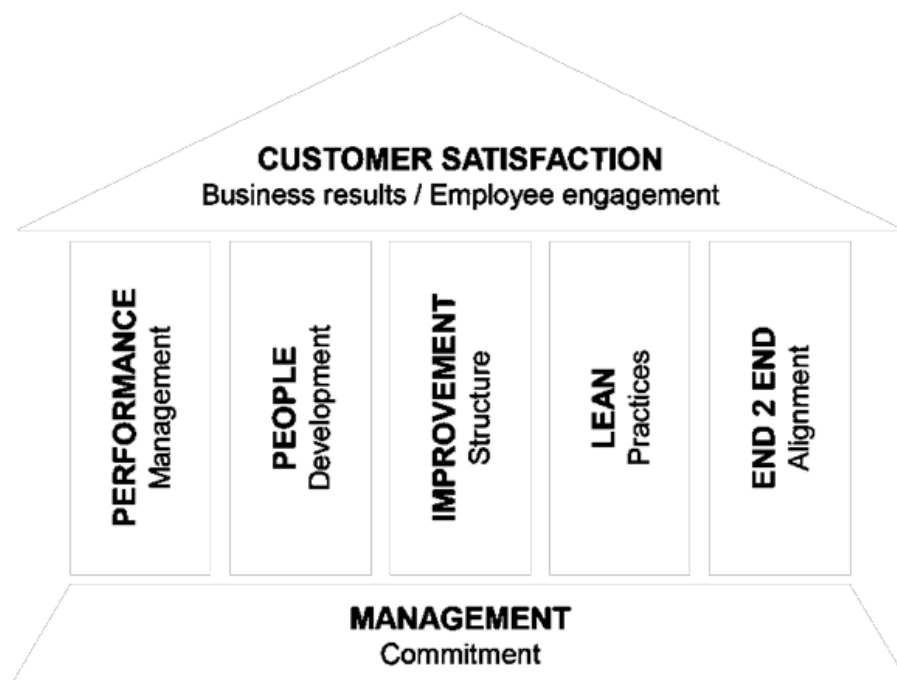 CUSTOMER SATISFACTION
Business results / Employee engagement
PERFORMANCE
Management
PEOPLE
Development
IMPROVEMENT
Structure
LEAN
Practices
END 2 END
Alignment
MANAGEMENT
Commitment